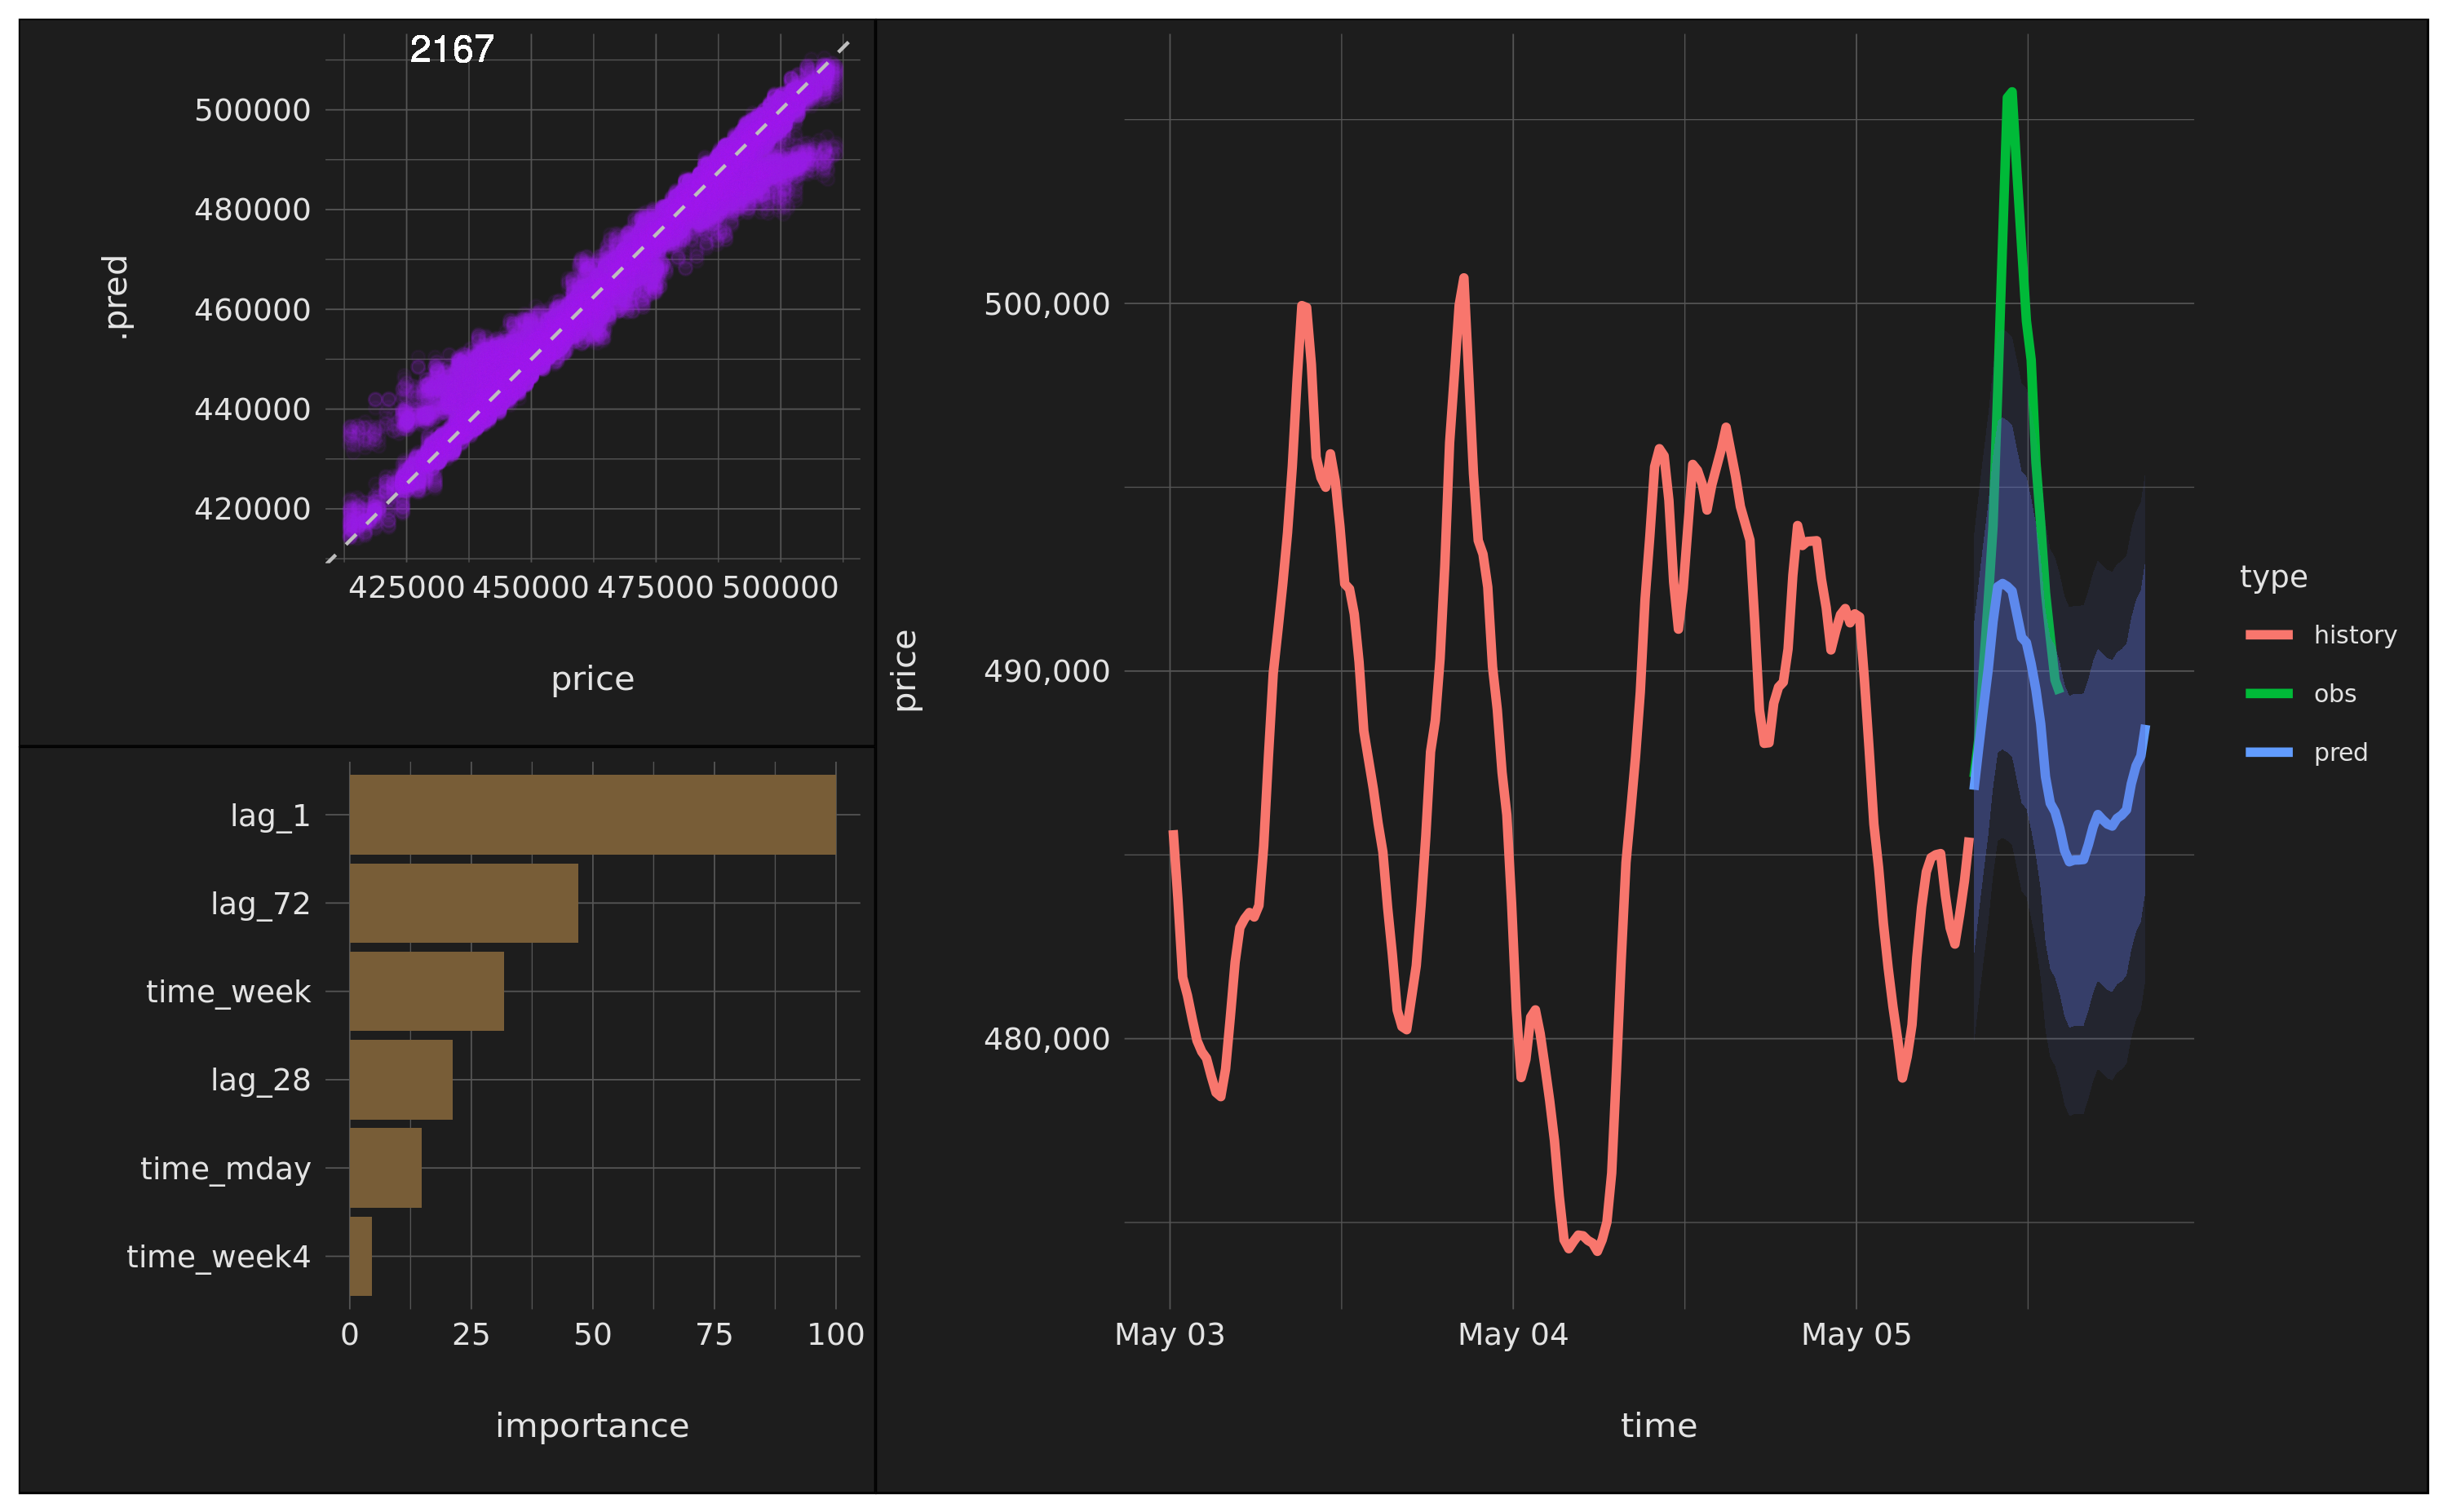 2167
500000
480000
460000
440000
420000
.pred
425000 450000 475000 500000
price
lag_1
lag_72
time_week
lag_28
time_mday
time_week4
0 25 50 75 100
importance
500,000
490,000
480,000
price
May 03 May 04 May 05
time
type
history
obs
pred